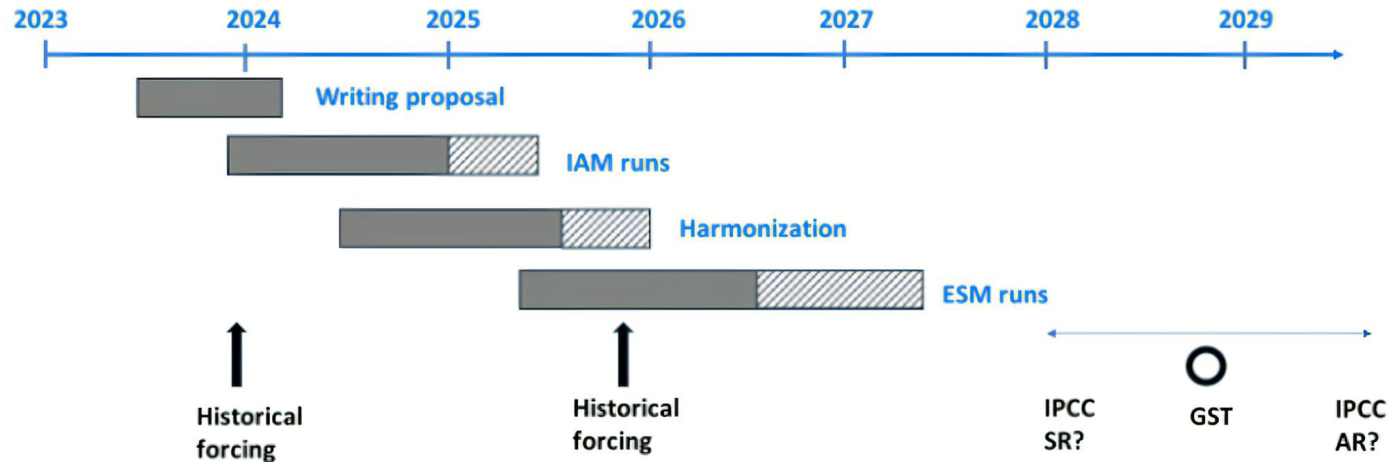 2023 2024 2025 2026 2027 2028 2029
Writing proposal
IAM runs
Harmonization
ESM runs
Historical
forcing
Historical
forcing
IPCC
SR?
GST
IPCC
AR?